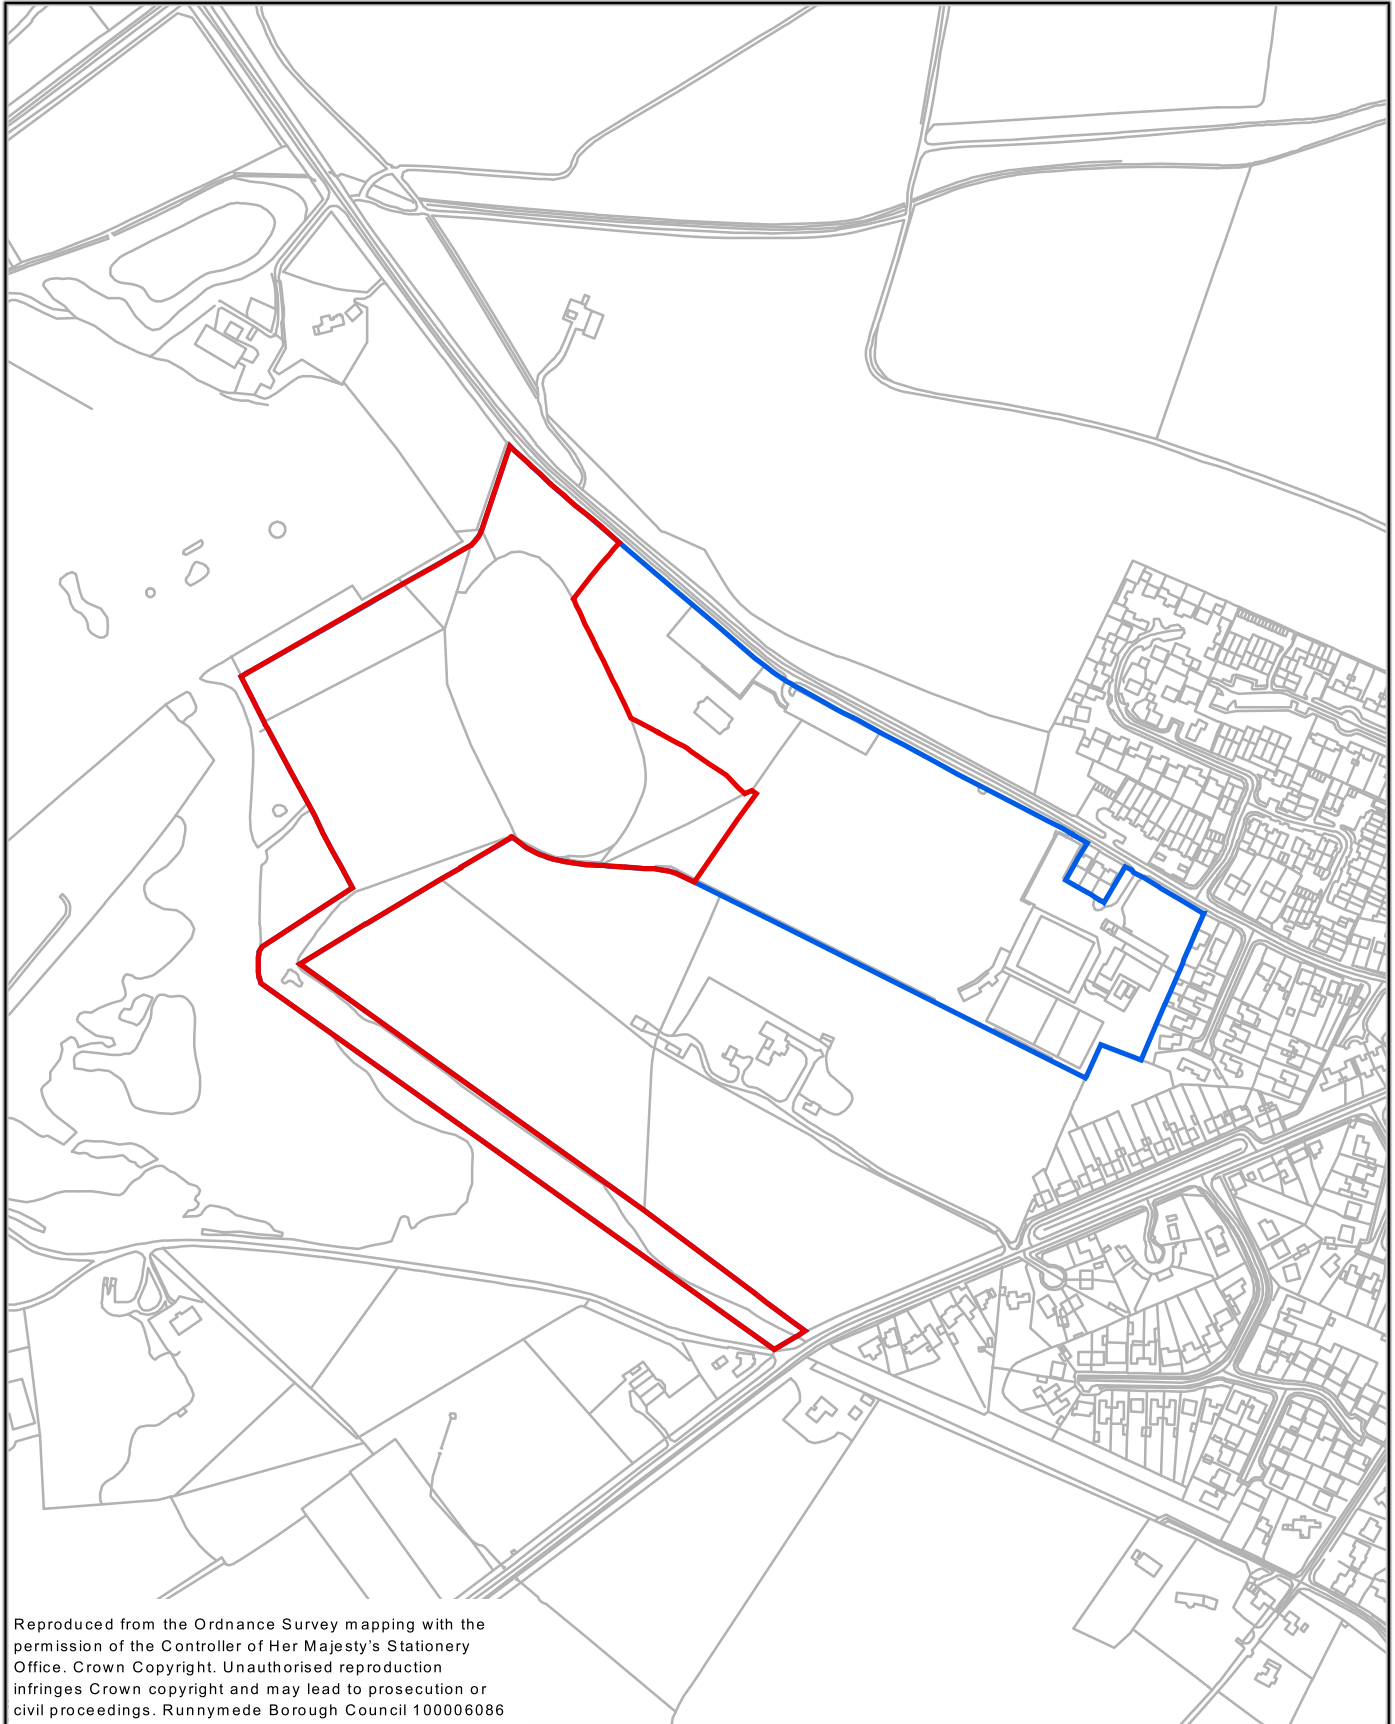 Reproduced from the Ordnance Survey mapping with the
permission of the Controller of Her Majesty’s Stationery
Office. Crown Copyright. Unauthorised reproduction
infringes Crown copyright and may lead to prosecution or
civil proceedings. Runnymede Borough Council 100006086